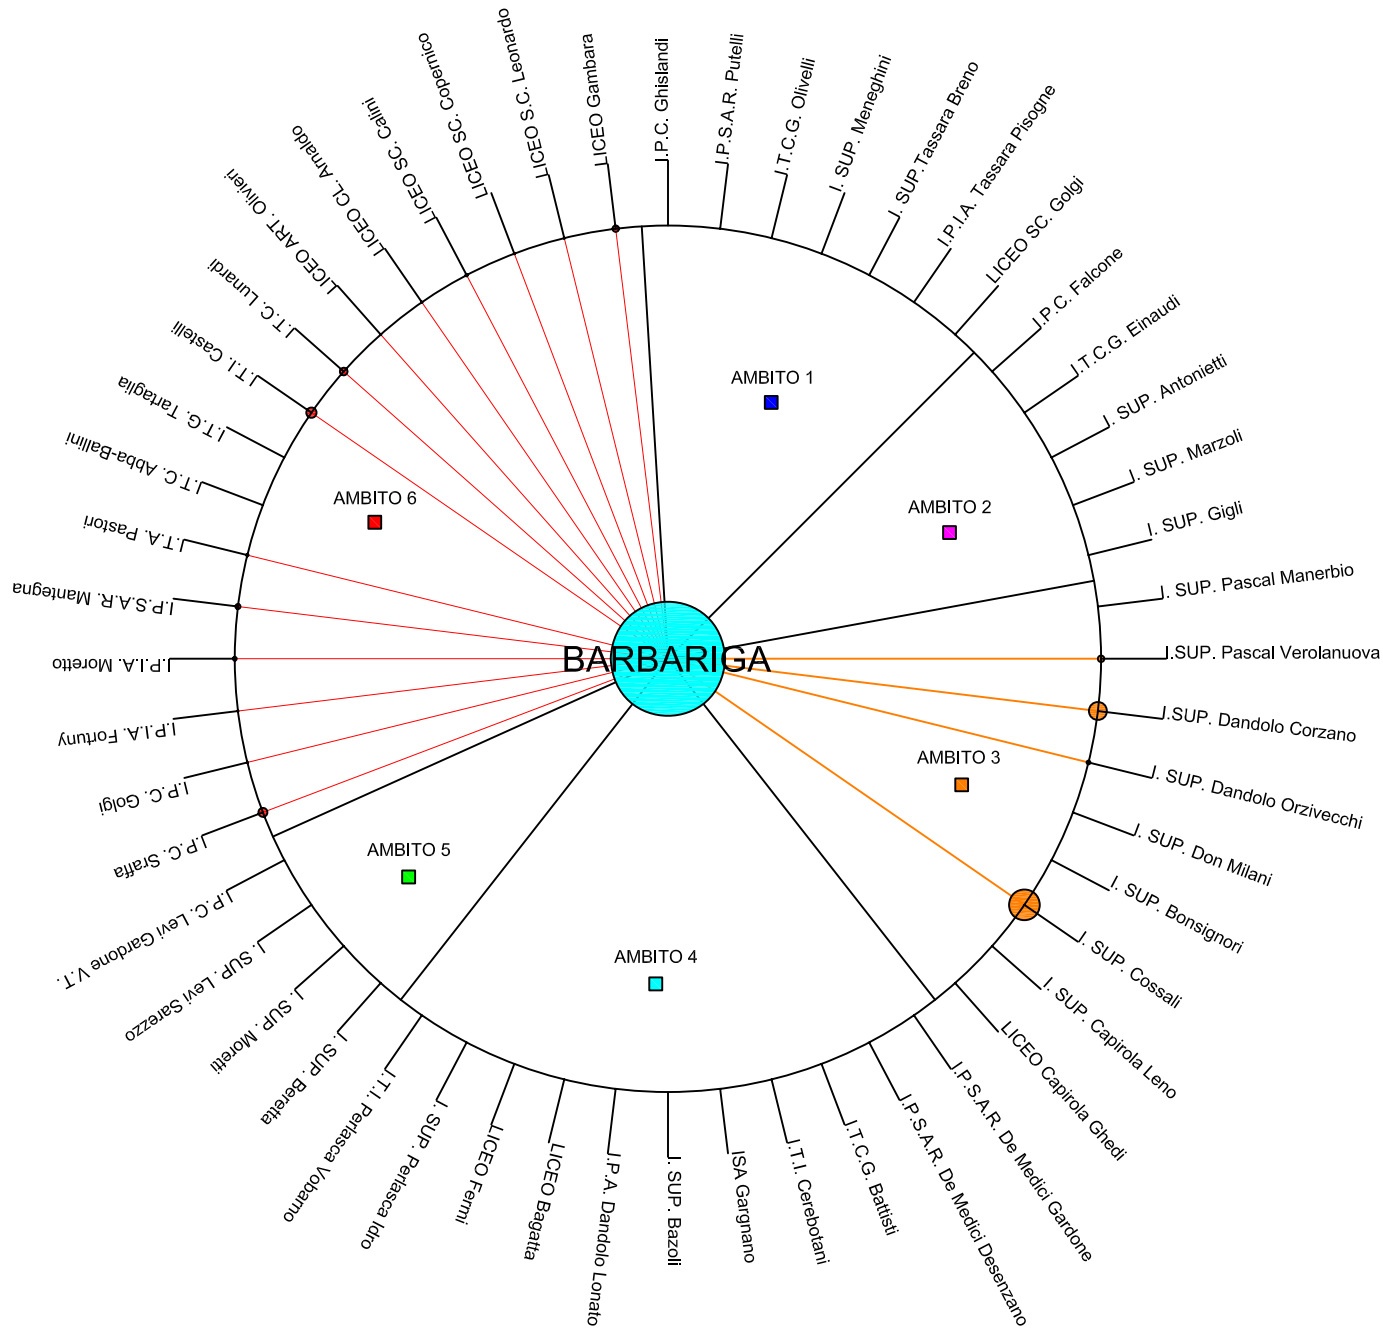 I.P.C. Ghislandi
I.P.S.A.R. Putelli
I.T.C.G. Olivelli
I. SUP. Meneghini
I. SUP.Tassara Breno
I.P.I.A. Tassara Pisogne
LICEO SC. Golgi
I.P.C. Falcone
I.T.C.G. Einaudi
I. SUP. Antonietti
I. SUP. Marzoli
I. SUP. Gigli
I. SUP. Pascal Manerbio
I.SUP. Pascal Verolanuova
I.SUP. Dandolo Corzano
I. SUP. Dandolo Orzivecchi
I. SUP. Don Milani
I. SUP. Bonsignori
I. SUP. Cossali
I. SUP. Capirola Leno
LICEO Capirola Ghedi
I.P.S.A.R. De Medici Gardone
I.P.S.A.R. De Medici Desenzano
I.T.C.G. Battisti
I.T.I. Cerebotani
ISA Gargnano
I. SUP. Bazoli
I.P.A. Dandolo Lonato
LICEO Bagatta
LICEO Fermi
I. SUP. Perlasca Idro
I.T.I. Perlasca Vobarno
I. SUP. Beretta
I. SUP. Moretti
I. SUP. Levi Sarezzo
I.P.C. Levi Gardone V.T.
I.P.C. Sraffa
I.P.C. Golgi
I.P.I.A. Fortuny
I.P.I.A. Moretto
I.P.S.A.R. Mantegna
I.T.A. Pastori
I.T.C. Abba-Ballini
I.T.G. Tartaglia
I.T.I. Castelli
I.T.C. Lunardi
LICEO ART. Olivieri
LICEO CL. Arnaldo
LICEO SC. Calini
LICEO SC. Copernico
LICEO S.C. Leonardo
LICEO Gambara
AMBITO 1
AMBITO 2
AMBITO 3
AMBITO 4
AMBITO 5
AMBITO 6
BARBARIGA